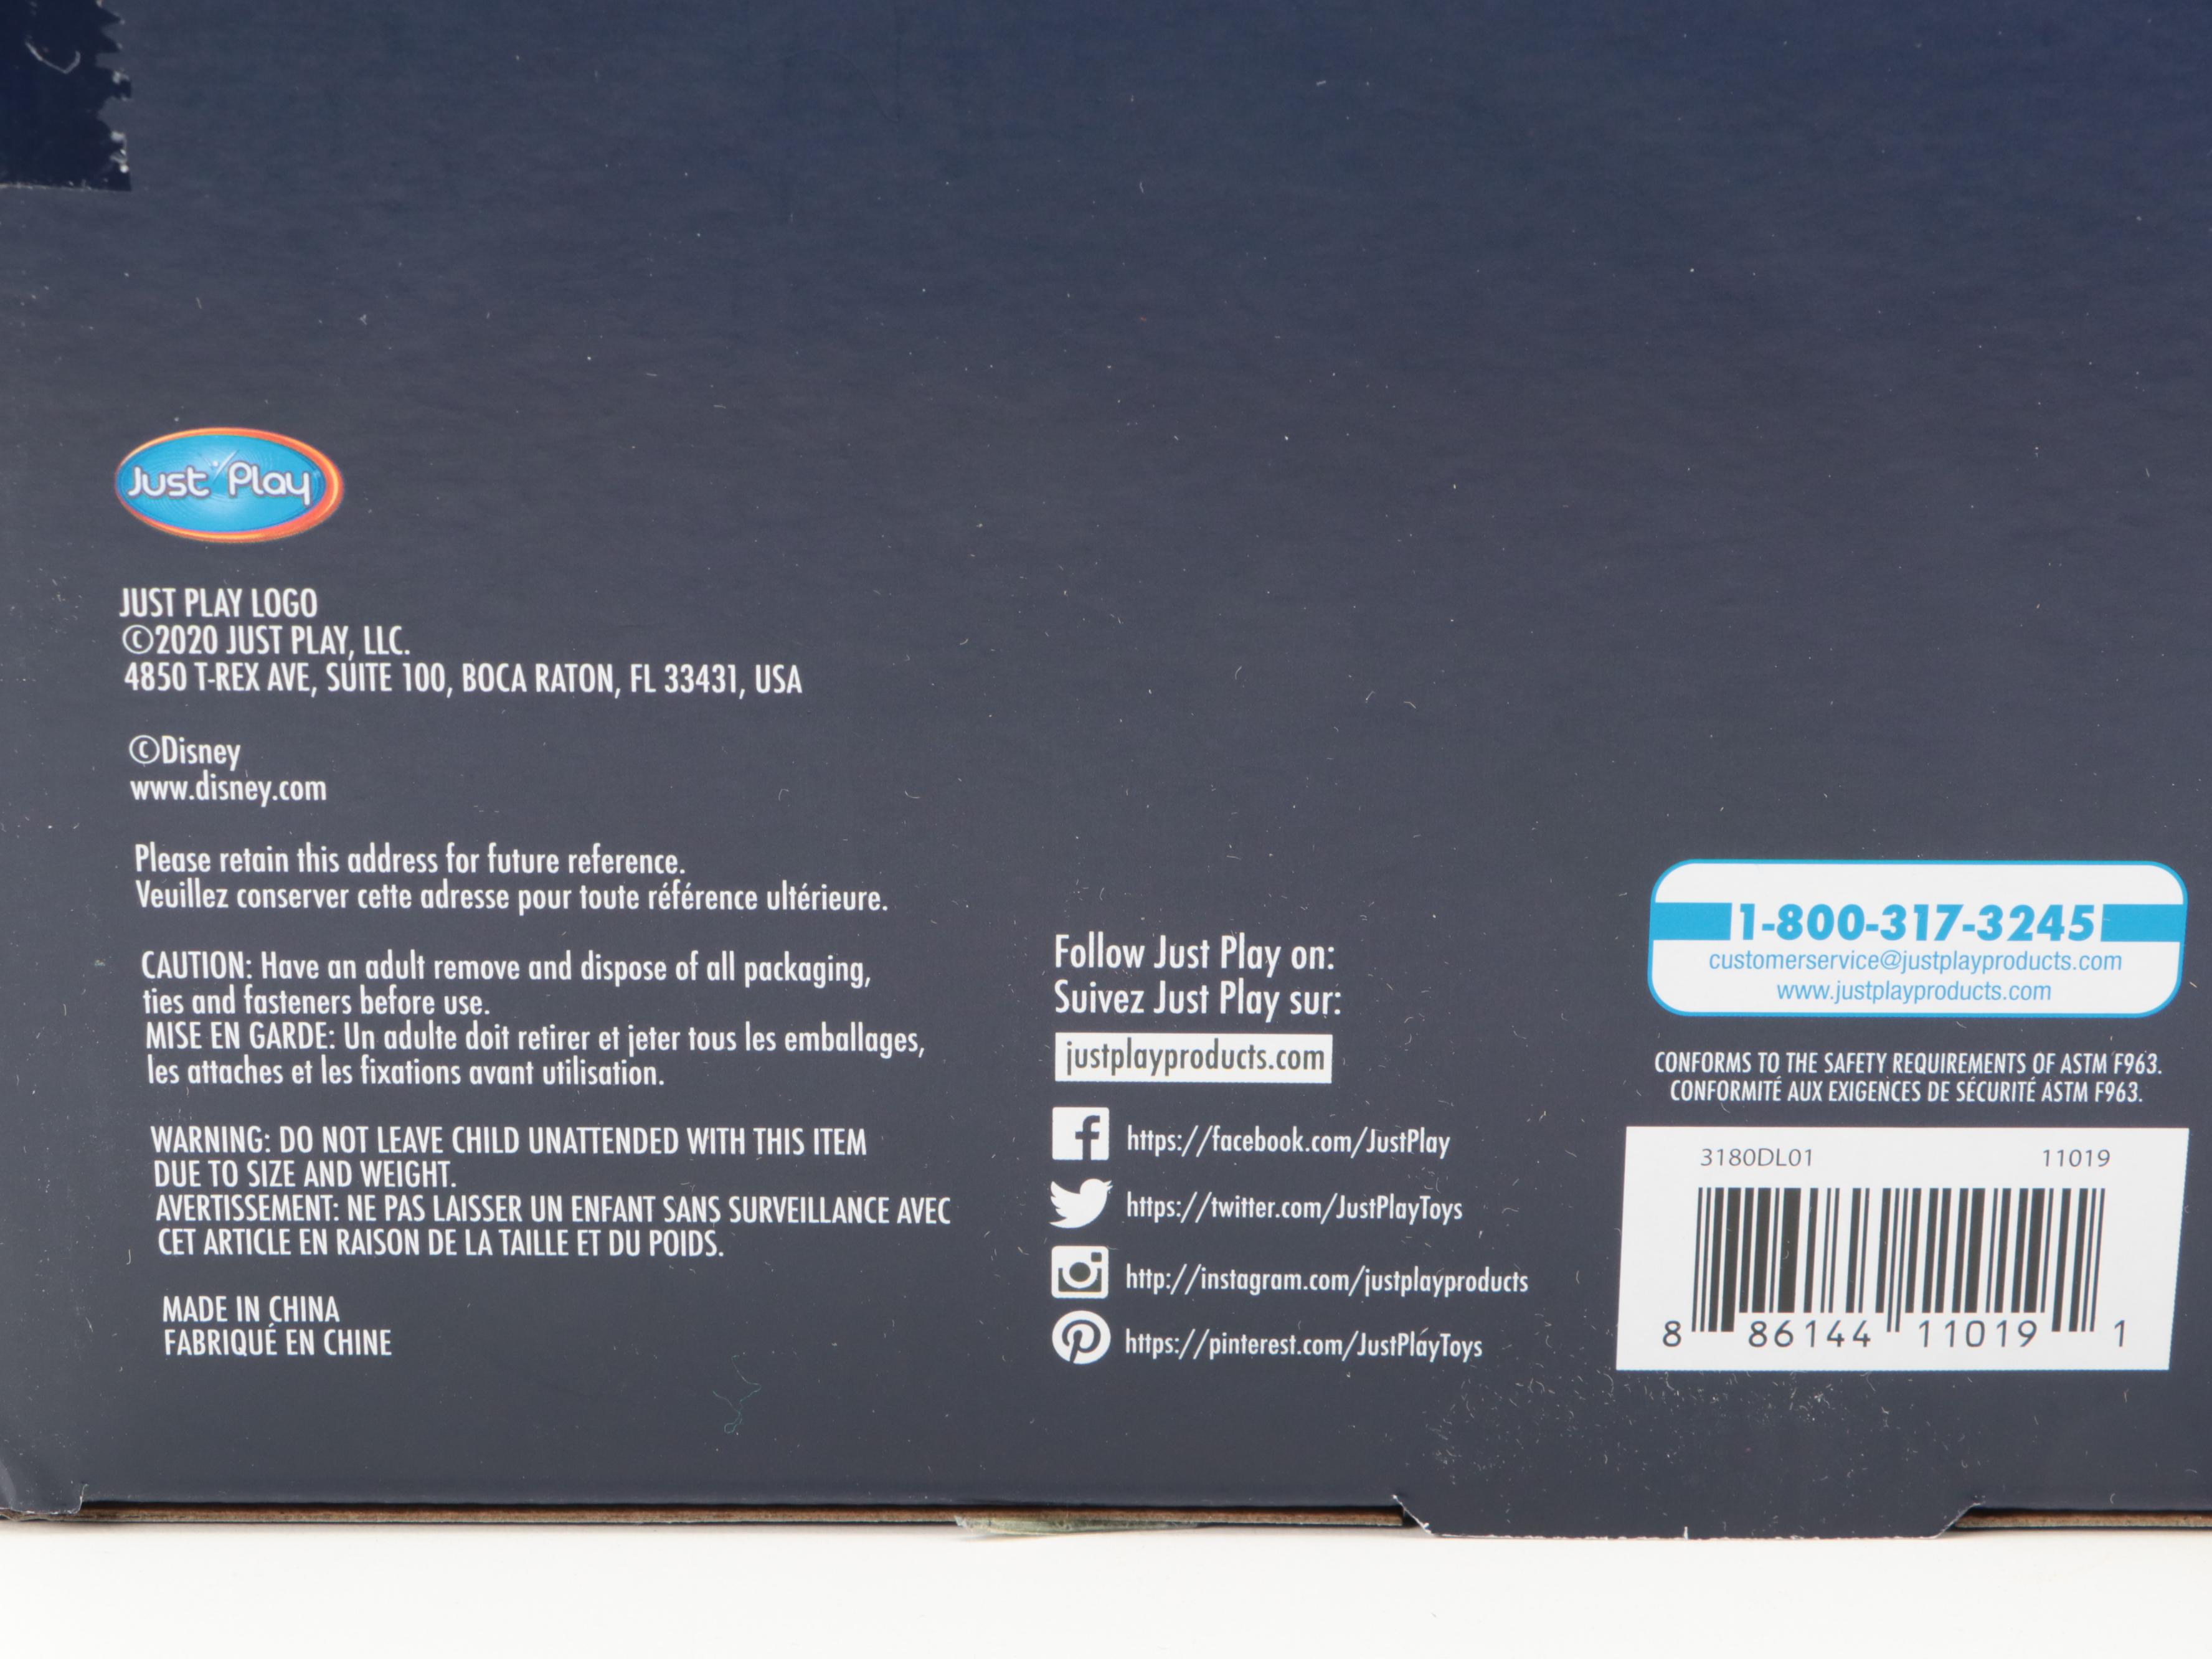 Just Play
JUST PLAY LOGO
©2020 JUST PLAY, LLC.
4850 T-REX AVE, SUITE 100, BOCA RATON, FL 33431, USA
©Disney
www.disney.com
Please retain this address for future reference.
Veuillez conserver cette adresse pour toute référence ultérieure.
CAUTION: Have an adult remove and dispose of all packaging,
ties and fasteners before use.
MISE EN GARDE: Un adulte doit retirer et jeter tous les emballages,
les attaches et les fixations avant utilisation.
WARNING: DO NOT LEAVE CHILD UNATTENDED WITH THIS ITEM
DUE TO SIZE AND WEIGHT.
AVERTISSEMENT: NE PAS LAISSER UN ENFANT SANS SURVEILLANCE AVEC
CET ARTICLE EN RAISON DE LA TAILLE ET DU POIDS.
MADE IN CHINA
FABRIQUÉ EN CHINE
Follow Just Play on:
Suivez Just Play sur:
justplayproducts.com
https://facebook.com/JustPlay
https://twitter.com/JustPlayToys
http://instagram.com/justplayproducts
https://pinterest.com/JustPlayToys
1-800-317-3245
customerservice@justplayproducts.com
www.justplayproducts.com
CONFORMS TO THE SAFETY REQUIREMENTS OF ASTM F963.
CONFORMITÉ AUX EXIGENCES DE SÉCURITÉ ASTM F963.
3180DL01 11019
8 86144 11019 1